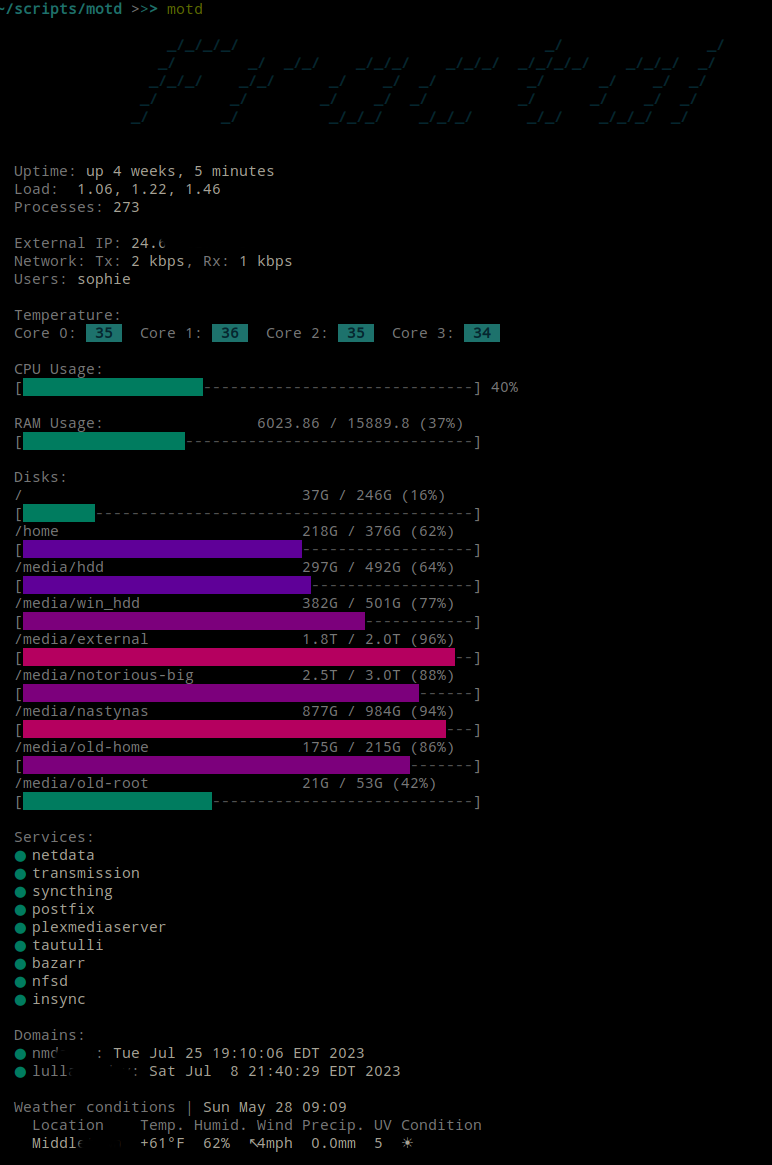 ~/scripts/motd >>> motd
fractal
Uptime: up 4 weeks, 5 minutes
Load:  1.06, 1.22, 1.46
Processes: 273
External IP: 24.
Network: Tx: 2 kbps, Rx: 1 kbps
Users: sophie
Temperature:
Core 0: 35  Core 1: 36  Core 2: 35  Core 3: 34
CPU Usage:
[------------------------------] 40%
RAM Usage: 6023.86 / 15889.8 (37%)
[--------------------------------]
Disks:
/ 37G / 246G (16%)
[------------------------------------------]
/home 218G / 376G (62%)
[-------------------]
/media/hdd 297G / 492G (64%)
[------------------]
/media/win_hdd 382G / 501G (77%)
[------------]
/media/external 1.8T / 2.0T (96%)
[--]
/media/notorious-big 2.5T / 3.0T (88%)
[------]
/media/nastynas 877G / 984G (94%)
[---]
/media/old-home 175G / 215G (86%)
[-------]
/media/old-root 21G / 53G (42%)
[-----------------------------]
Services:
● netdata
● transmission
● syncthing
● postfix
● plexmediaserver
● tautulli
● bazarr
● nfsd
● insync
Domains:
● : Tue Jul 25 19:10:06 EDT 2023
● : Sat Jul  8 21:40:29 EDT 2023
Weather conditions | Sun May 28 09:09
Location Temp. Humid. Wind Precip. UV Condition
Middle +61°F 62% ↖4mph 0.0mm 5 ☀